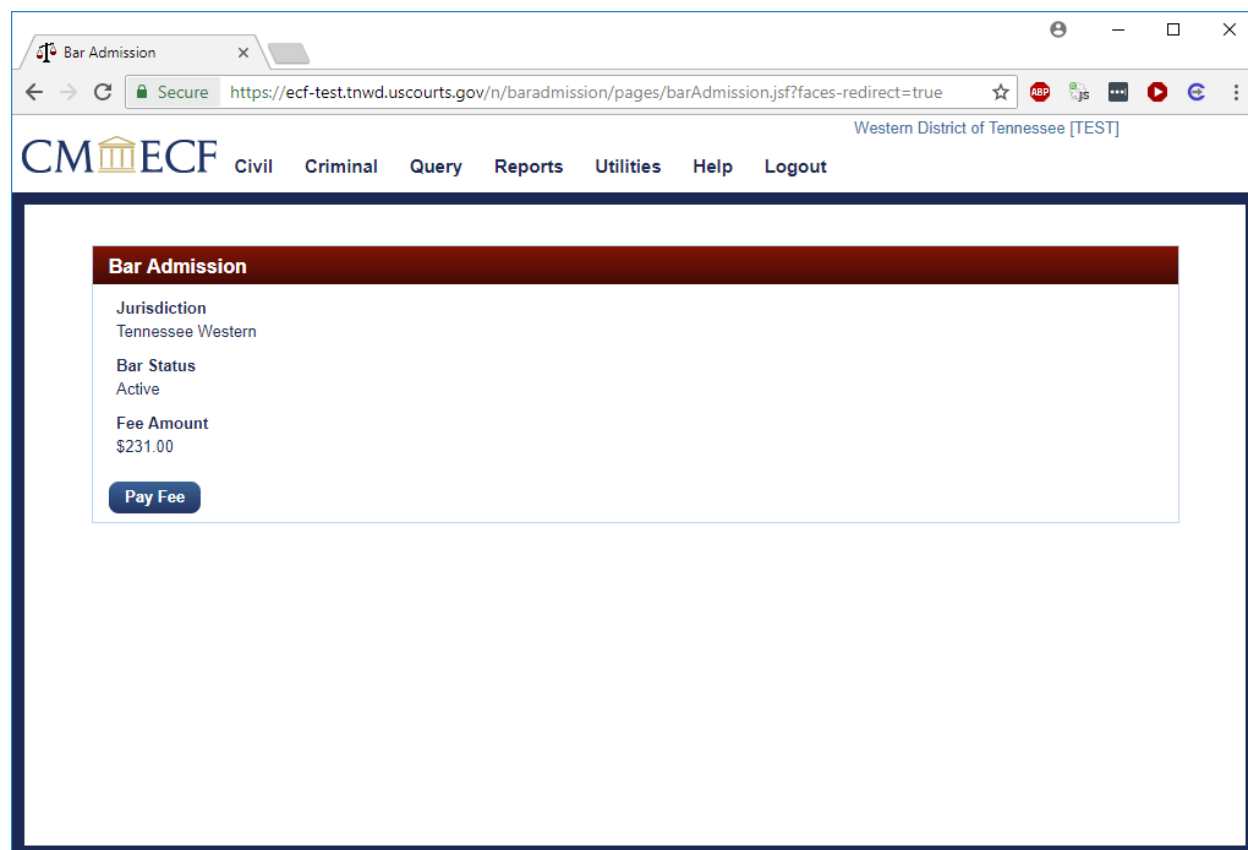 Bar Admission
Secure https://ecf-test.tnwd.uscourts.gov/n/baradmission/pages/barAdmission.jsf?faces-redirect=true ABP js
Western District of Tennessee [TEST]
CM ECF Civil Criminal Query Reports Utilities Help Logout
Bar Admission
Jurisdiction
Tennessee Western
Bar Status
Active
Fee Amount
$231.00
Pay Fee